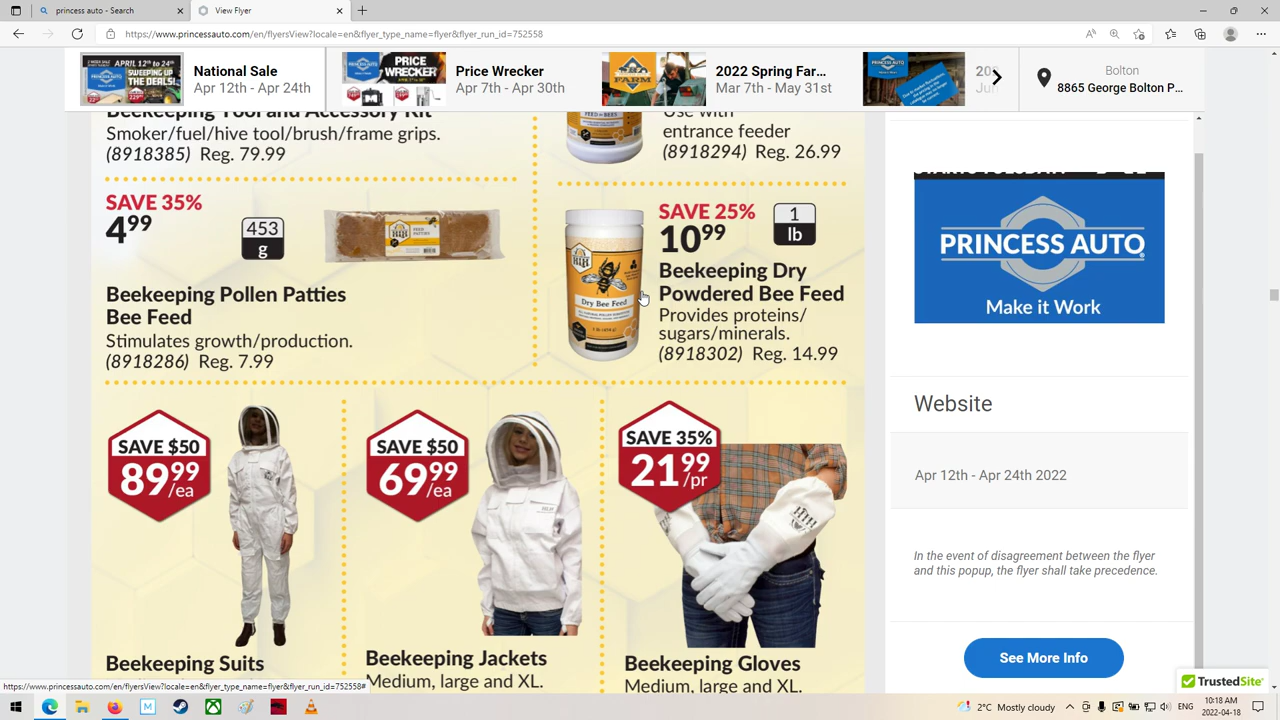 princess auto - Search
View Flyer
https://www.princessauto.com/en/flyersView?locale=en&flyer_type_name=flyer&flyer_run_id=752558
National Sale
Apr 12th - Apr 24th
Price Wrecker
Apr 7th - Apr 30th
2022 Spring Far...
Mar 7th - May 31st
Bolton
8865 George Bolton P...
Beekeeping Tool and Accessory Kit
Smoker/fuel/hive tool/brush/frame grips.
(8918385) Reg. 79.99
Use with
entrance feeder
(8918294) Reg. 26.99
SAVE 35%
4.99
453
g
Beekeeping Pollen Patties
Bee Feed
Stimulates growth/production.
(8918286) Reg. 7.99
SAVE 25%
10.99
1
lb
Dry Bee Feed
Beekeeping Dry
Powdered Bee Feed
Provides proteins/
sugars/minerals.
(8918302) Reg. 14.99
SAVE $50
89.99
/ea
Beekeeping Suits
SAVE $50
69.99
/ea
Beekeeping Jackets
Medium, large and XL.
SAVE 35%
21.99
/pr
Beekeeping Gloves
Medium, large and XL.
PRINCESS AUTO
Make it Work
Website
Apr 12th - Apr 24th 2022
In the event of disagreement between the flyer
and this popup, the flyer shall take precedence.
See More Info
TrustedSite
https://www.princessauto.com/en/flyersView?locale=en&flyer_type_name=flyer&flyer_run_id=752558#
2°C Mostly cloudy
ENG
10:18 AM
2022-04-18